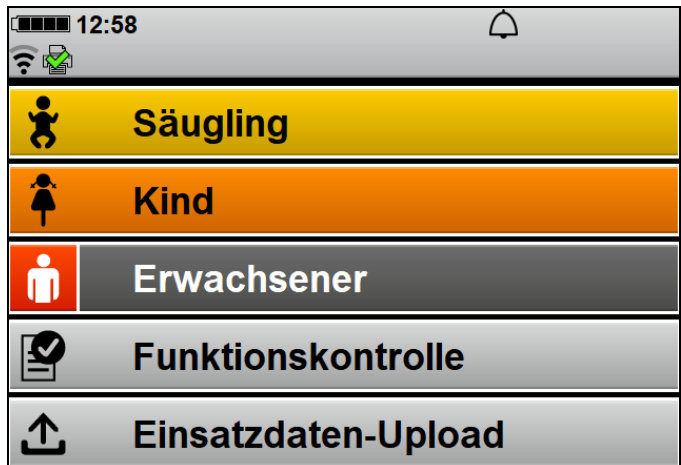 12:58
Säugling
Kind
Erwachsener
Funktionskontrolle
Einsatzdaten-Upload